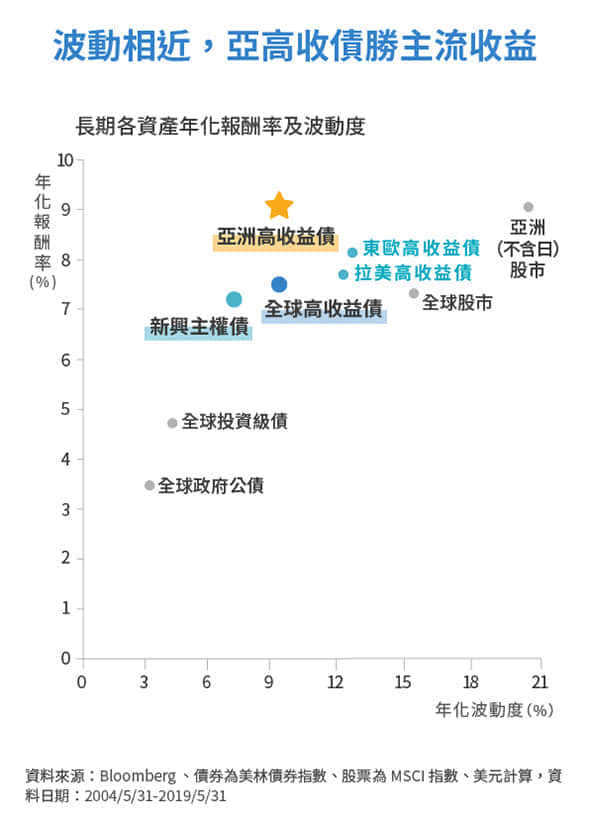 波動相近，亞高收債勝主流收益
長期各資產年化報酬率及波動度
年化報酬率(%)
10
9
8
7
6
5
4
3
2
1
0
亞洲高收益債
亞洲
(不含日)
股市
東歐高收益債
拉美高收益債
全球股市
全球高收益債
新興主權債
全球投資級債
全球政府公債
0 3 6 9 12 15 18 21
年化波動度(%)
資料來源：Bloomberg、債券為美林債券指數、股票為 MSCI 指數、美元計算，資
料日期：2004/5/31-2019/5/31